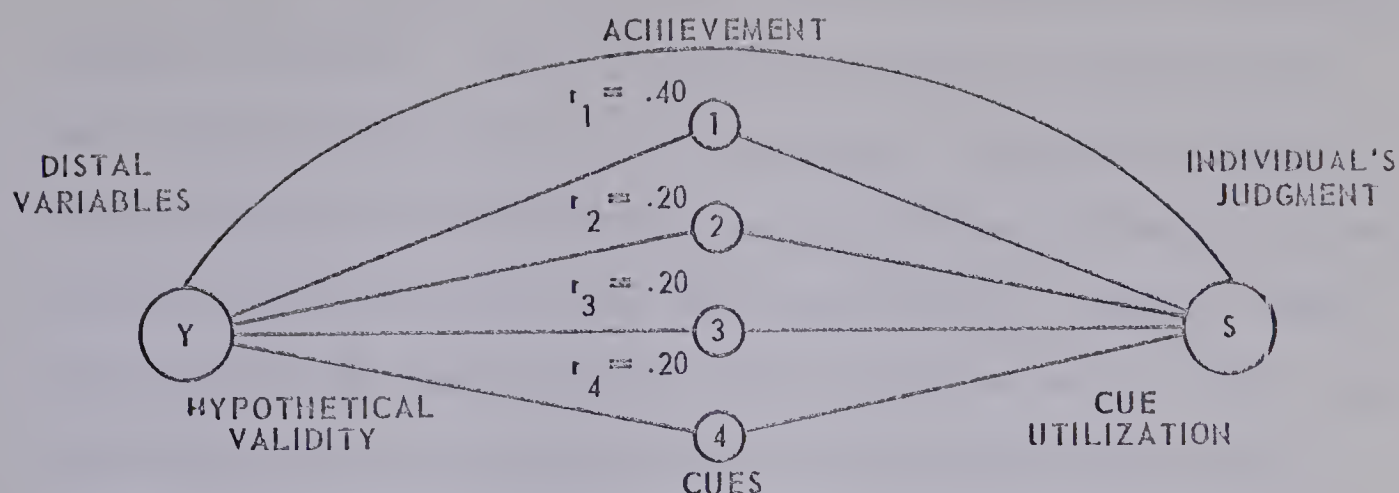 ACHIEVEMENT
r1 = .40
1
DISTAL
VARIABLES
INDIVIDUAL'S
JUDGMENT
r2 = .20
2
r3 = .20
Y
3
S
r4 = .20
HYPOTHETICAL
VALIDITY
4
CUE
UTILIZATION
CUES